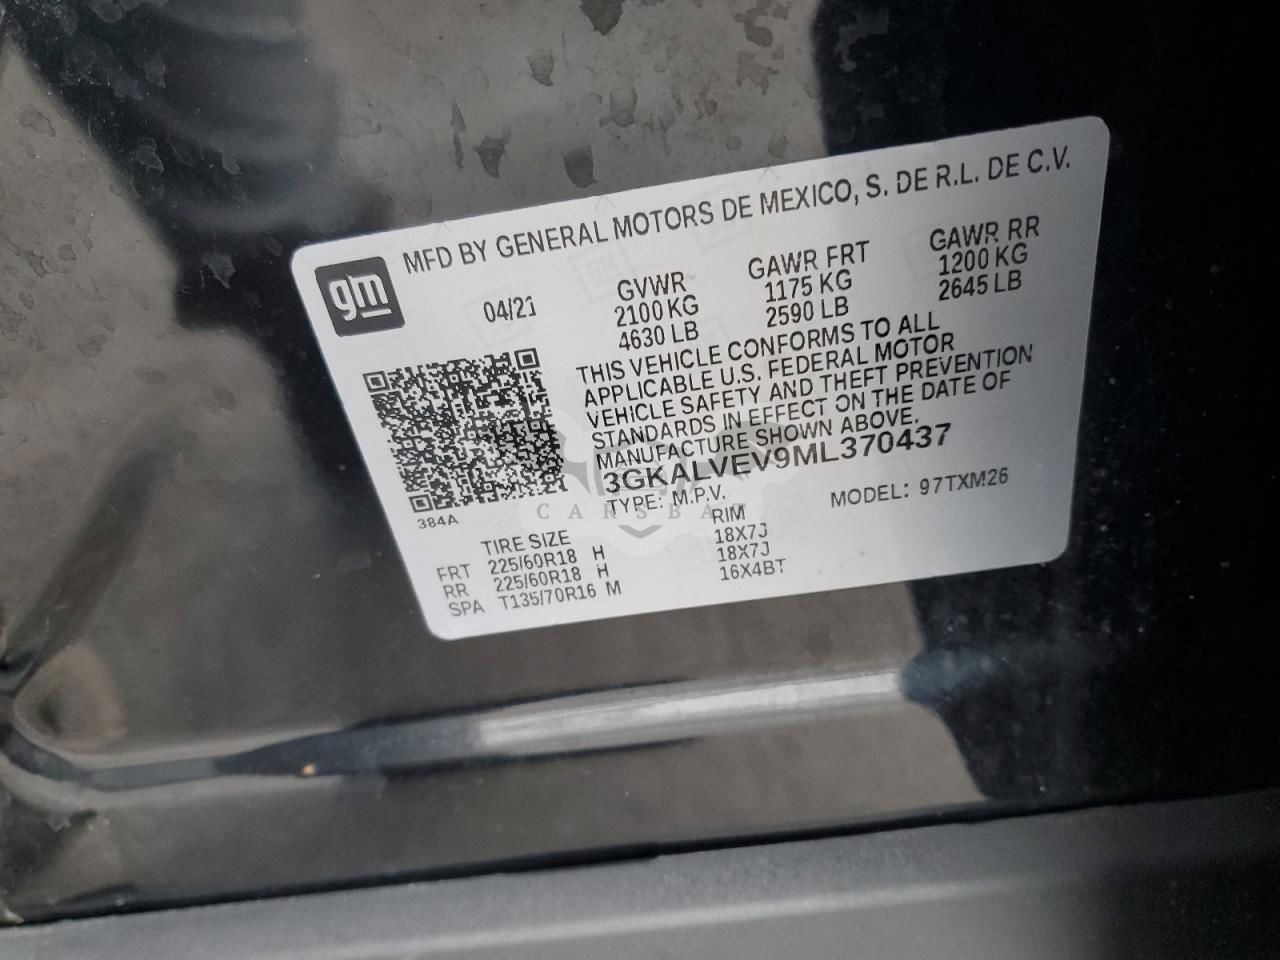 MFD BY GENERAL MOTORS DE MEXICO, S. DE R.L. DE C.V.
gm
04/21
GVWR
2100 KG
4630 LB
GAWR FRT
1175 KG
2590 LB
GAWR RR
1200 KG
2645 LB
THIS VEHICLE CONFORMS TO ALL
APPLICABLE U.S. FEDERAL MOTOR
VEHICLE SAFETY AND THEFT PREVENTION
STANDARDS IN EFFECT ON THE DATE OF
MANUFACTURE SHOWN ABOVE.
3GKALVEV9ML370437
TYPE: M.P.V. MODEL: 97TXM26
384A
TIRE SIZE RIM
FRT 225/60R18 H 18X7J
RR 225/60R18 H 18X7J
SPA T135/70R16 M 16X4BT